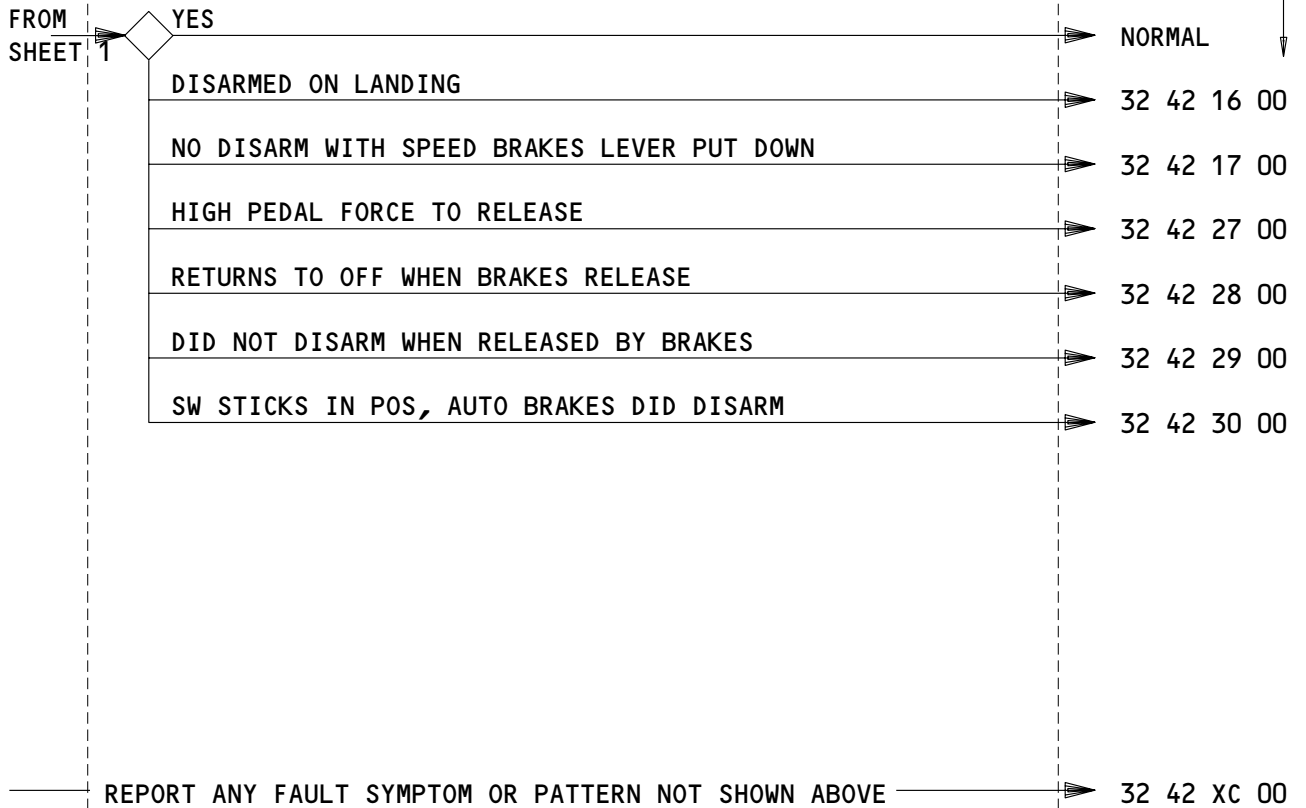 FROM
SHEET 1
YES
NORMAL
DISARMED ON LANDING
32 42 16 00
NO DISARM WITH SPEED BRAKES LEVER PUT DOWN
32 42 17 00
HIGH PEDAL FORCE TO RELEASE
32 42 27 00
RETURNS TO OFF WHEN BRAKES RELEASE
32 42 28 00
DID NOT DISARM WHEN RELEASED BY BRAKES
32 42 29 00
SW STICKS IN POS, AUTO BRAKES DID DISARM
32 42 30 00
REPORT ANY FAULT SYMPTOM OR PATTERN NOT SHOWN ABOVE
32 42 XC 00